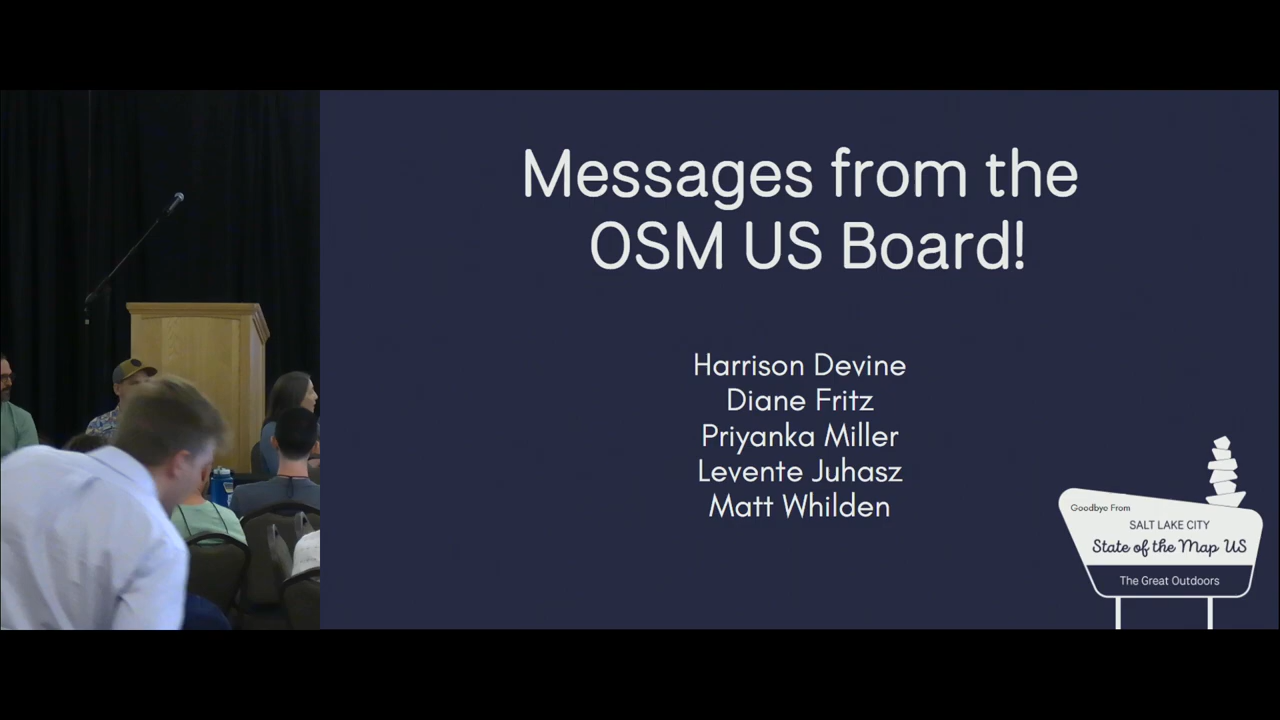 Messages from the
OSM US Board!
Harrison Devine
Diane Fritz
Priyanka Miller
Levente Juhasz
Matt Whilden
Goodbye From
SALT LAKE CITY
State of the Map US
The Great Outdoors